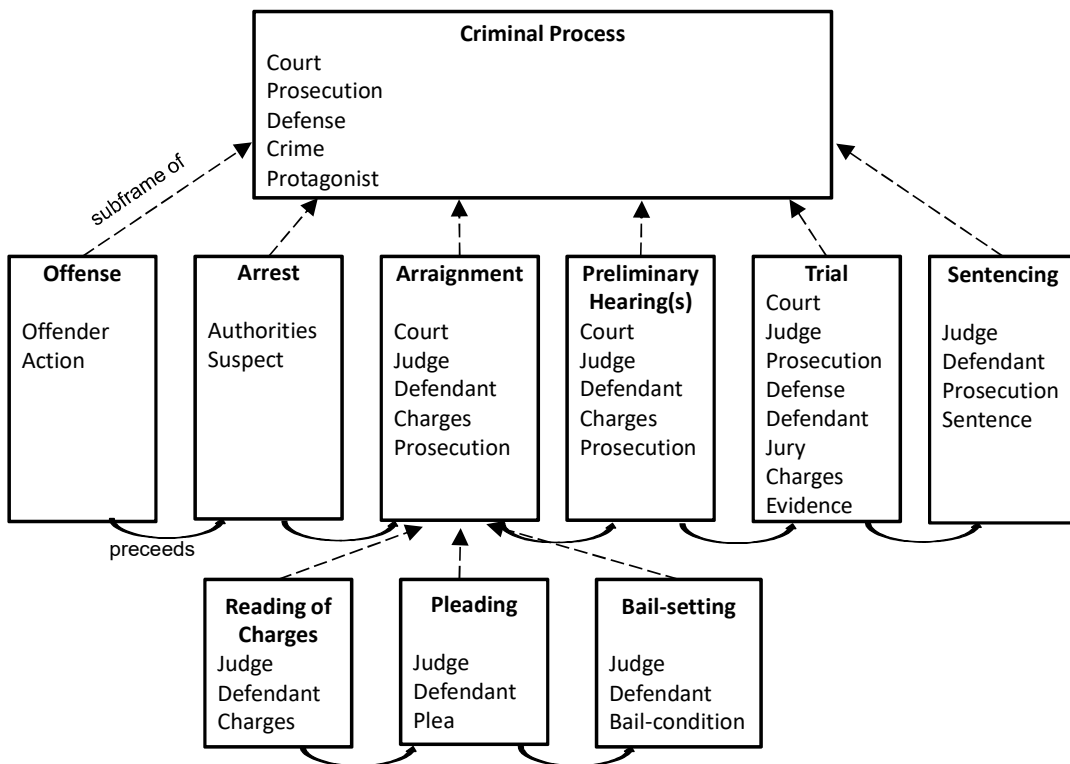 Criminal Process
Court
Prosecution
Defense
Crime
Protagonist
subframe of
Offense
Offender
Action
Arrest
Authorities
Suspect
Arraignment
Court
Judge
Defendant
Charges
Prosecution
Preliminary
Hearing(s)
Court
Judge
Defendant
Charges
Prosecution
Trial
Court
Judge
Prosecution
Defense
Defendant
Jury
Charges
Evidence
Sentencing
Judge
Defendant
Prosecution
Sentence
preceeds
Reading of
Charges
Judge
Defendant
Charges
Pleading
Judge
Defendant
Plea
Bail-setting
Judge
Defendant
Bail-condition